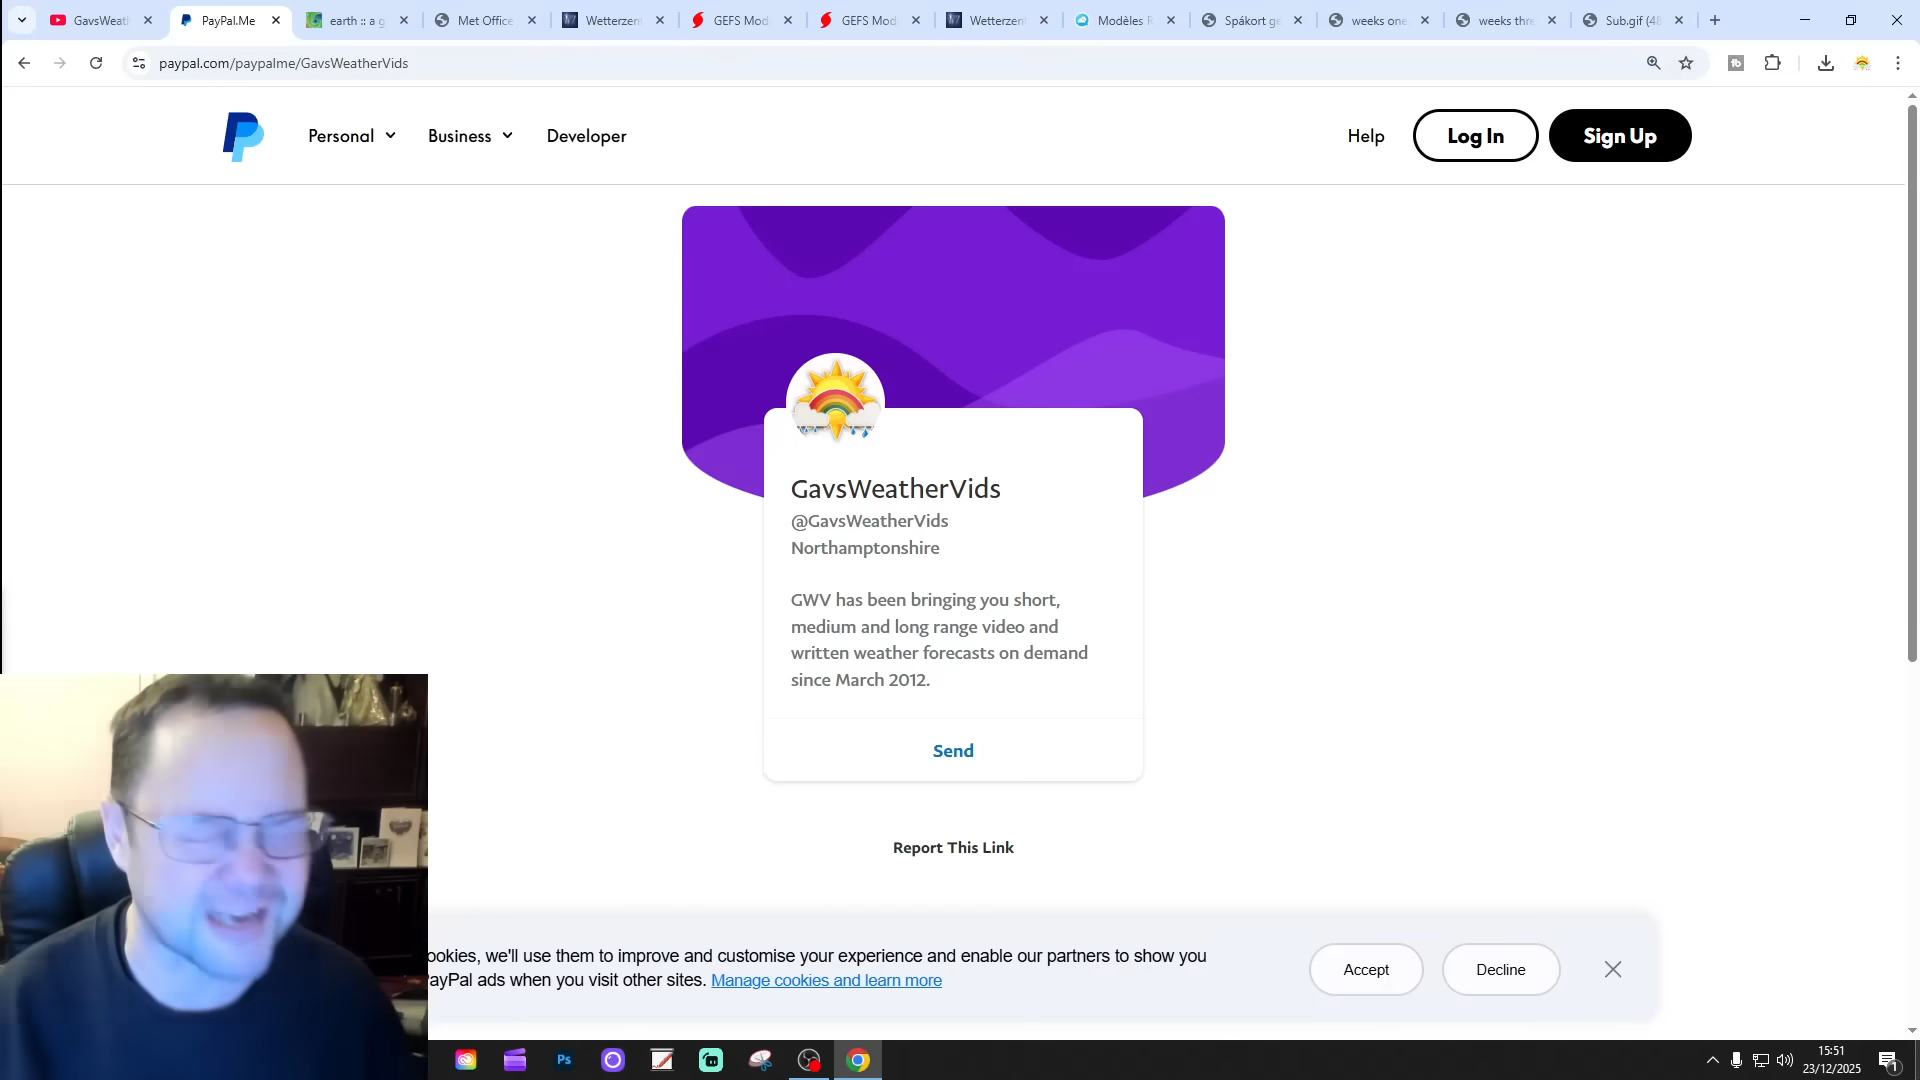 GavsWeath
PayPal.Me
earth :: a g
Met Office
Wetterzen
GEFS Mod
GEFS Mod
Wetterzen
Modèles
Spákort ge
weeks one
weeks thre
Sub.gif (48
paypal.com/paypalme/GavsWeatherVids
Personal
Business
Developer
Help
Log In
Sign Up
GavsWeatherVids
@GavsWeatherVids
Northamptonshire
GWV has been bringing you short,
medium and long range video and
written weather forecasts on demand
since March 2012.
Send
Report This Link
ookies, we'll use them to improve and customise your experience and enable our partners to show you
PayPal ads when you visit other sites. Manage cookies and learn more
Accept
Decline
Ps
15:51
23/12/2025
1